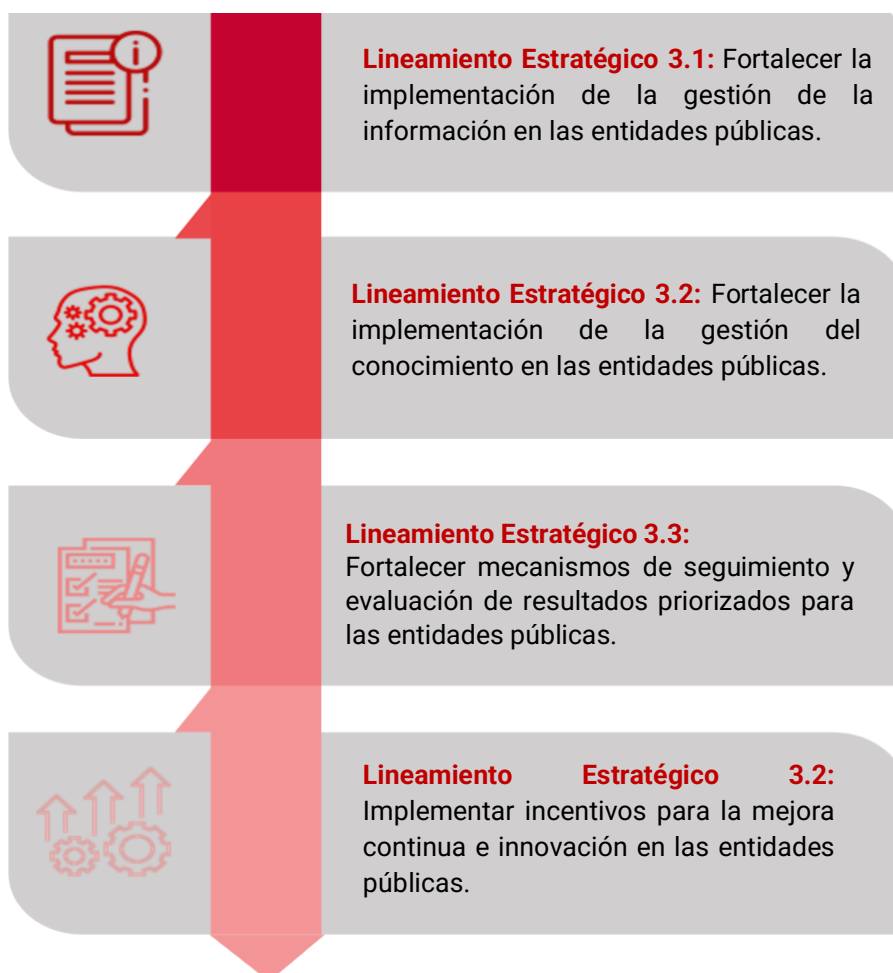 Lineamiento Estratégico 3.1: Fortalecer la
implementación de la gestión de la
información en las entidades públicas.
Lineamiento Estratégico 3.2: Fortalecer la
implementación de la gestión del
conocimiento en las entidades públicas.
Lineamiento Estratégico 3.3:
Fortalecer mecanismos de seguimiento y
evaluación de resultados priorizados para
las entidades públicas.
Lineamiento Estratégico 3.2:
Implementar incentivos para la mejora
continua e innovación en las entidades
públicas.